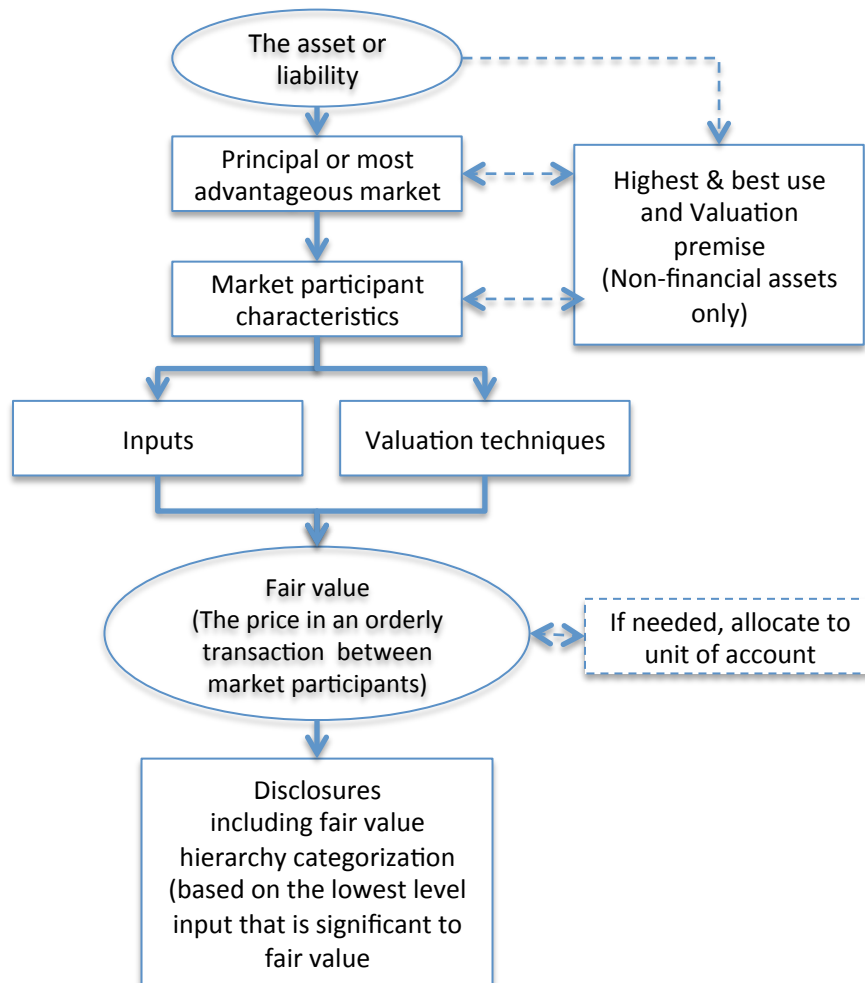 The asset or
liability
Principal or most
advantageous market
Highest & best use
and Valuation
premise
(Non-financial assets
only)
Market participant
characteristics
Inputs
Valuation techniques
Fair value
(The price in an orderly
transaction between
market participants)
If needed, allocate to
unit of account
Disclosures
including fair value
hierarchy categorization
(based on the lowest level
input that is significant to
fair value